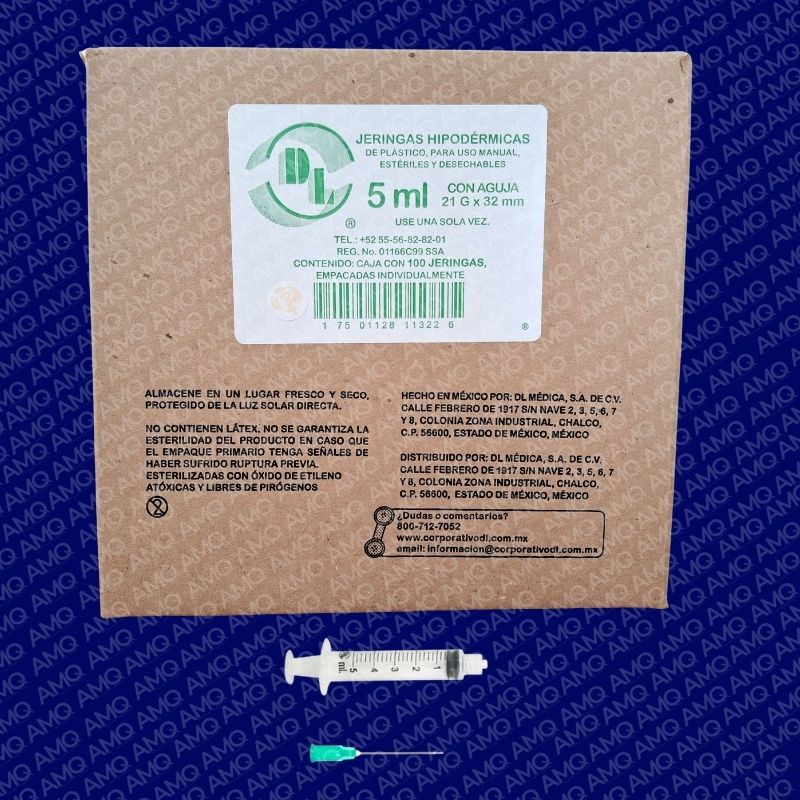 DL
JERINGAS HIPODÉRMICAS
DE PLÁSTICO, PARA USO MANUAL,
ESTÉRILES Y DESECHABLES
5 ml CON AGUJA
21 G x 32 mm
USE UNA SOLA VEZ.
®
TEL.: +52 55-56-82-82-01
REG. No. 01166C99 SSA
CONTENIDO: CAJA CON 100 JERINGAS,
EMPACADAS INDIVIDUALMENTE
1 75 01128 11322 6
®
ALMACENE EN UN LUGAR FRESCO Y SECO,
PROTEGIDO DE LA LUZ SOLAR DIRECTA.
NO CONTIENEN LÁTEX. NO SE GARANTIZA LA
ESTERILIDAD DEL PRODUCTO EN CASO QUE
EL EMPAQUE PRIMARIO TENGA SEÑALES DE
HABER SUFRIDO RUPTURA PREVIA.
ESTERILIZADAS CON ÓXIDO DE ETILENO
ATÓXICAS Y LIBRES DE PIRÓGENOS
2
HECHO EN MÉXICO POR: DL MÉDICA, S.A. DE C.V.
CALLE FEBRERO DE 1917 S/N NAVE 2, 3, 5, 6, 7
Y 8, COLONIA ZONA INDUSTRIAL, CHALCO,
C.P. 56600, ESTADO DE MÉXICO, MÉXICO
DISTRIBUIDO POR: DL MÉDICA, S.A. DE C.V.
CALLE FEBRERO DE 1917 S/N NAVE 2, 3, 5, 6, 7
Y 8, COLONIA ZONA INDUSTRIAL, CHALCO,
C.P. 56600, ESTADO DE MÉXICO, MÉXICO
¿Dudas o comentarios?
800-712-7052
www.corporativodl.com.mx
email: informacion@corporativodl.com.mx
ml. 5 4 3 2 1
AMQ